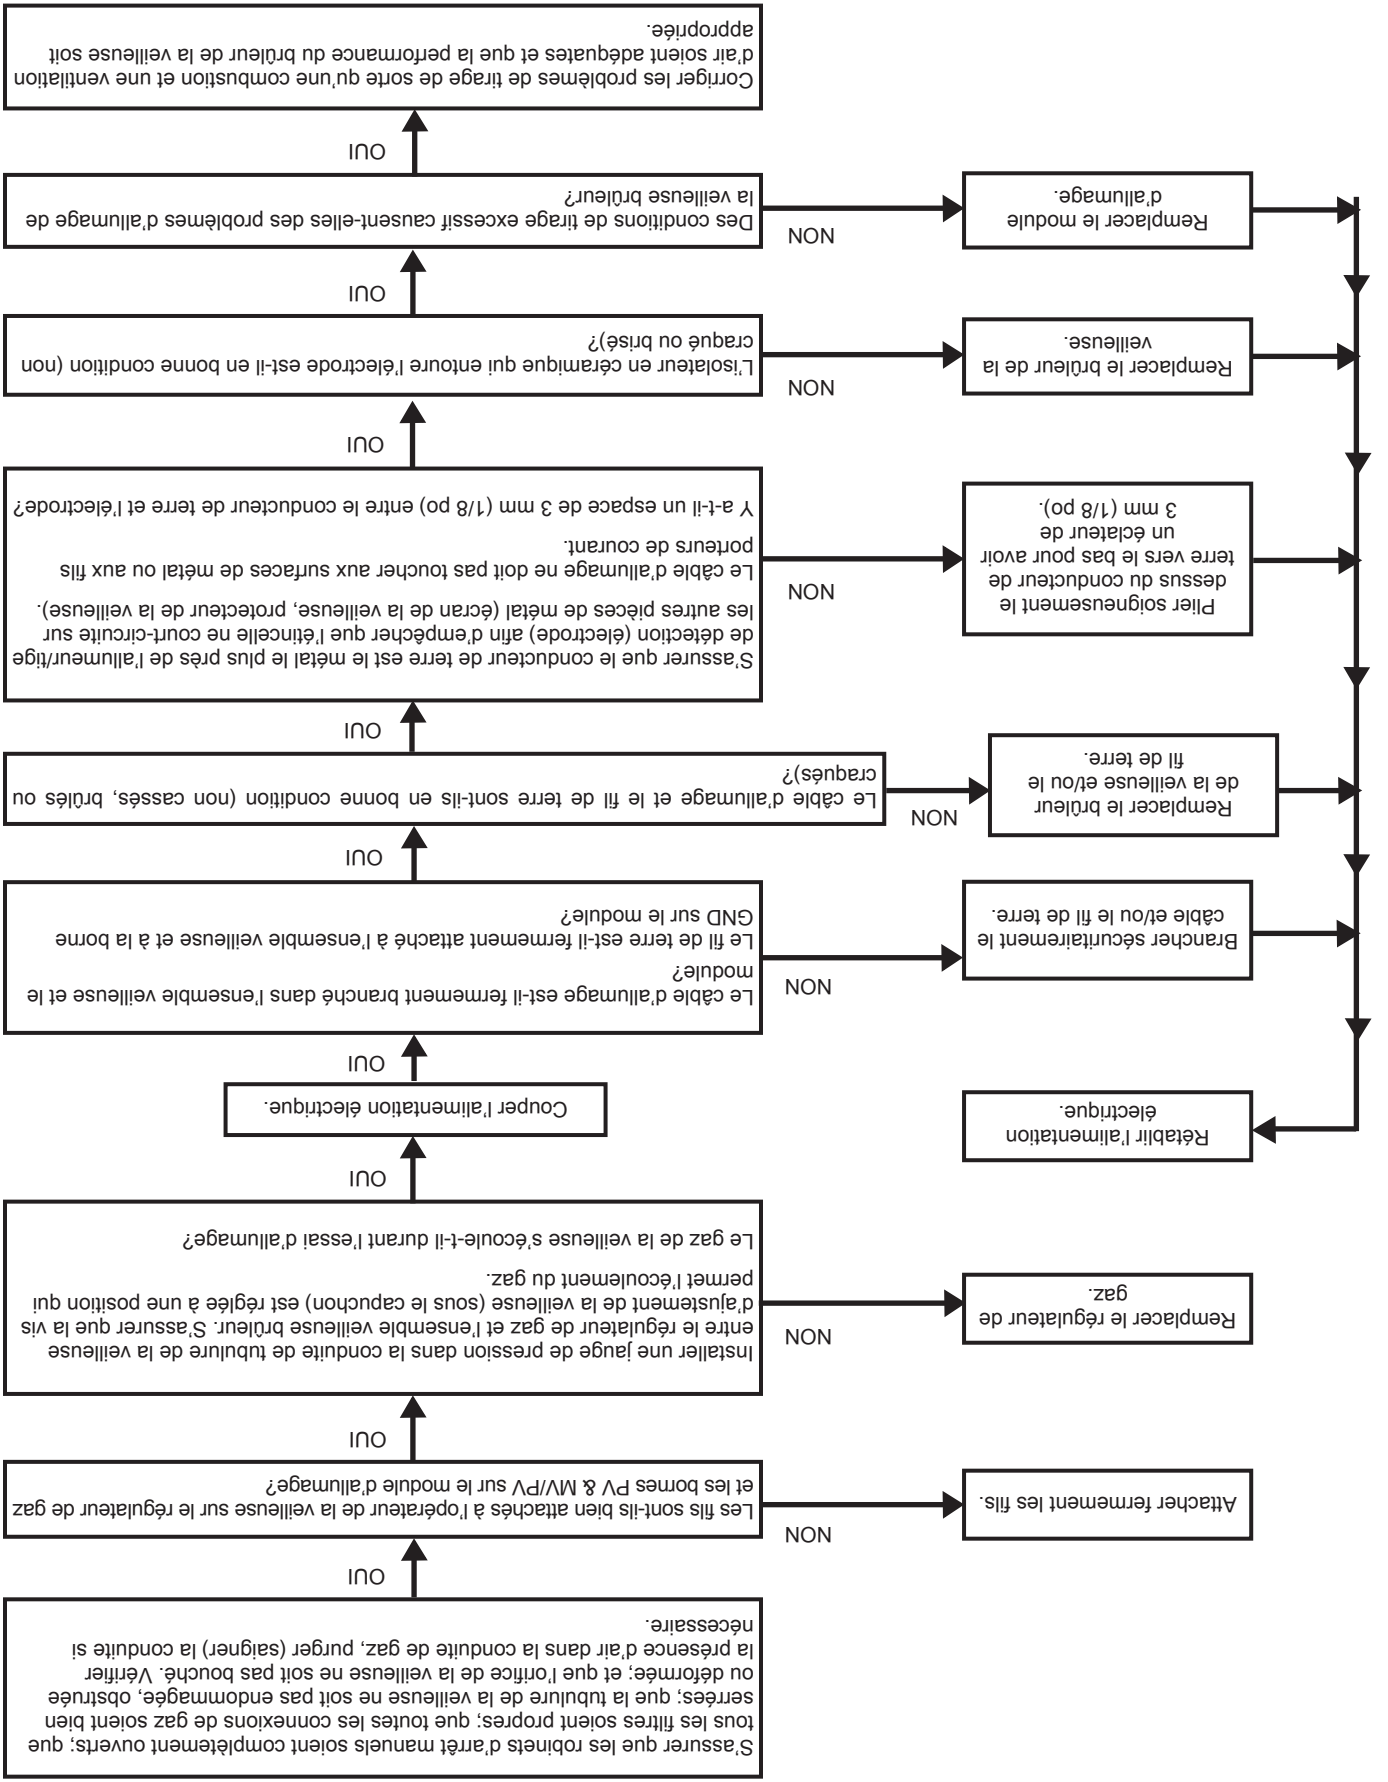 S'assurer que les robinets d'arrêt manuels soient complètement ouverts; que
tous les filtres soient propres; que toutes les connexions de gaz soient bien
serrées; que la tubulure de la veilleuse ne soit pas endommagée, obstruée
ou déformée; et que l'orifice de la veilleuse ne soit pas bouché. Vérifier
la présence d'air dans la conduite de gaz, purger (saigner) la conduite si
nécessaire.
OUI
Les fils sont-ils bien attachés à l'opérateur de la veilleuse sur le régulateur de gaz
et les bornes PV & MV/PV sur le module d'allumage?
NON
Attacher fermement les fils.
OUI
Installer une jauge de pression dans la conduite de tubulure de la veilleuse
entre le régulateur de gaz et l'ensemble veilleuse brûleur. S'assurer que la vis
d'ajustement de la veilleuse (sous le capuchon) est réglée à une position qui
permet l'écoulement du gaz.
Le gaz de la veilleuse s'écoule-t-il durant l'essai d'allumage?
NON
Remplacer le régulateur de
gaz.
OUI
Couper l'alimentation électrique.
Rétablir l'alimentation
électrique.
OUI
Le câble d'allumage est-il fermement branché dans l'ensemble veilleuse et le
module?
Le fil de terre est-il fermement attaché à l'ensemble veilleuse et à la borne
GND sur le module?
NON
Brancher sécuritairement le
câble et/ou le fil de terre.
OUI
Le câble d'allumage et le fil de terre sont-ils en bonne condition (non cassés, brûlés ou
craqués)?
NON
Remplacer le brûleur
de la veilleuse et/ou le
fil de terre.
OUI
S'assurer que le conducteur de terre est le métal le plus près de l'allumeur/tige
de détection (électrode) afin d'empêcher que l'étincelle ne court-circuite sur
les autres pièces de métal (écran de la veilleuse, protecteur de la veilleuse).
Le câble d'allumage ne doit pas toucher aux surfaces de métal ou aux fils
porteurs de courant.
Y a-t-il un espace de 3 mm (1/8 po) entre le conducteur de terre et l'électrode?
NON
Plier soigneusement le
dessus du conducteur de
terre vers le bas pour avoir
un éclateur de
3 mm (1/8 po).
OUI
L'isolateur en céramique qui entoure l'électrode est-il en bonne condition (non
craqué ou brisé)?
NON
Remplacer le brûleur de la
veilleuse.
OUI
Des conditions de tirage excessif causent-elles des problèmes d'allumage de
la veilleuse brûleur?
NON
Remplacer le module
d'allumage.
OUI
Corriger les problèmes de tirage de sorte qu'une combustion et une ventilation
d'air soient adéquates et que la performance du brûleur de la veilleuse soit
appropriée.